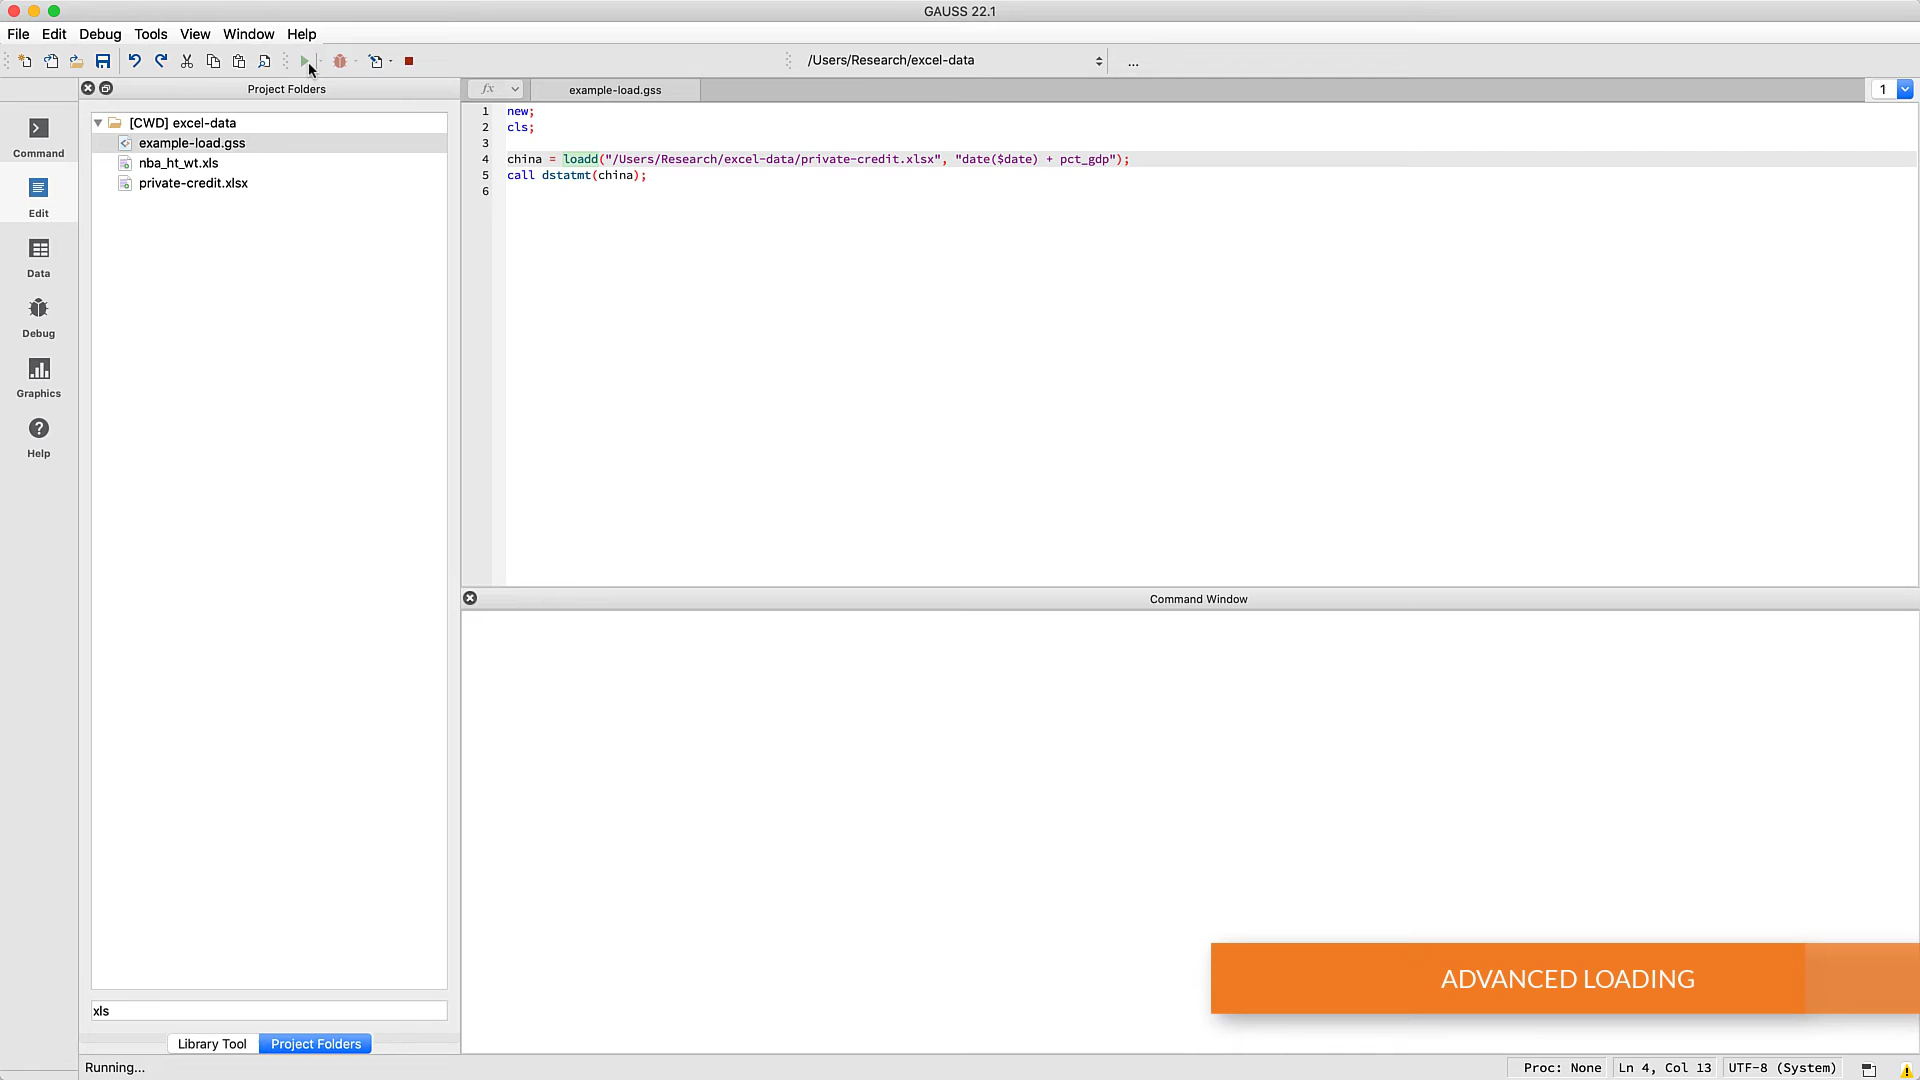 GAUSS 22.1
File Edit Debug Tools View Window Help
/Users/Research/excel-data ...
Project Folders
fx example-load.gss 1
[CWD] excel-data
example-load.gss
nba_ht_wt.xls
private-credit.xlsx
Command
Edit
Data
Debug
Graphics
Help
1 new;
2 cls;
3
4 china = loadd("/Users/Research/excel-data/private-credit.xlsx", "date($date) + pct_gdp");
5 call dstatmt(china);
6
Command Window
ADVANCED LOADING
xls
Library Tool Project Folders
Running... Proc: None Ln 4, Col 13 UTF-8 (System)